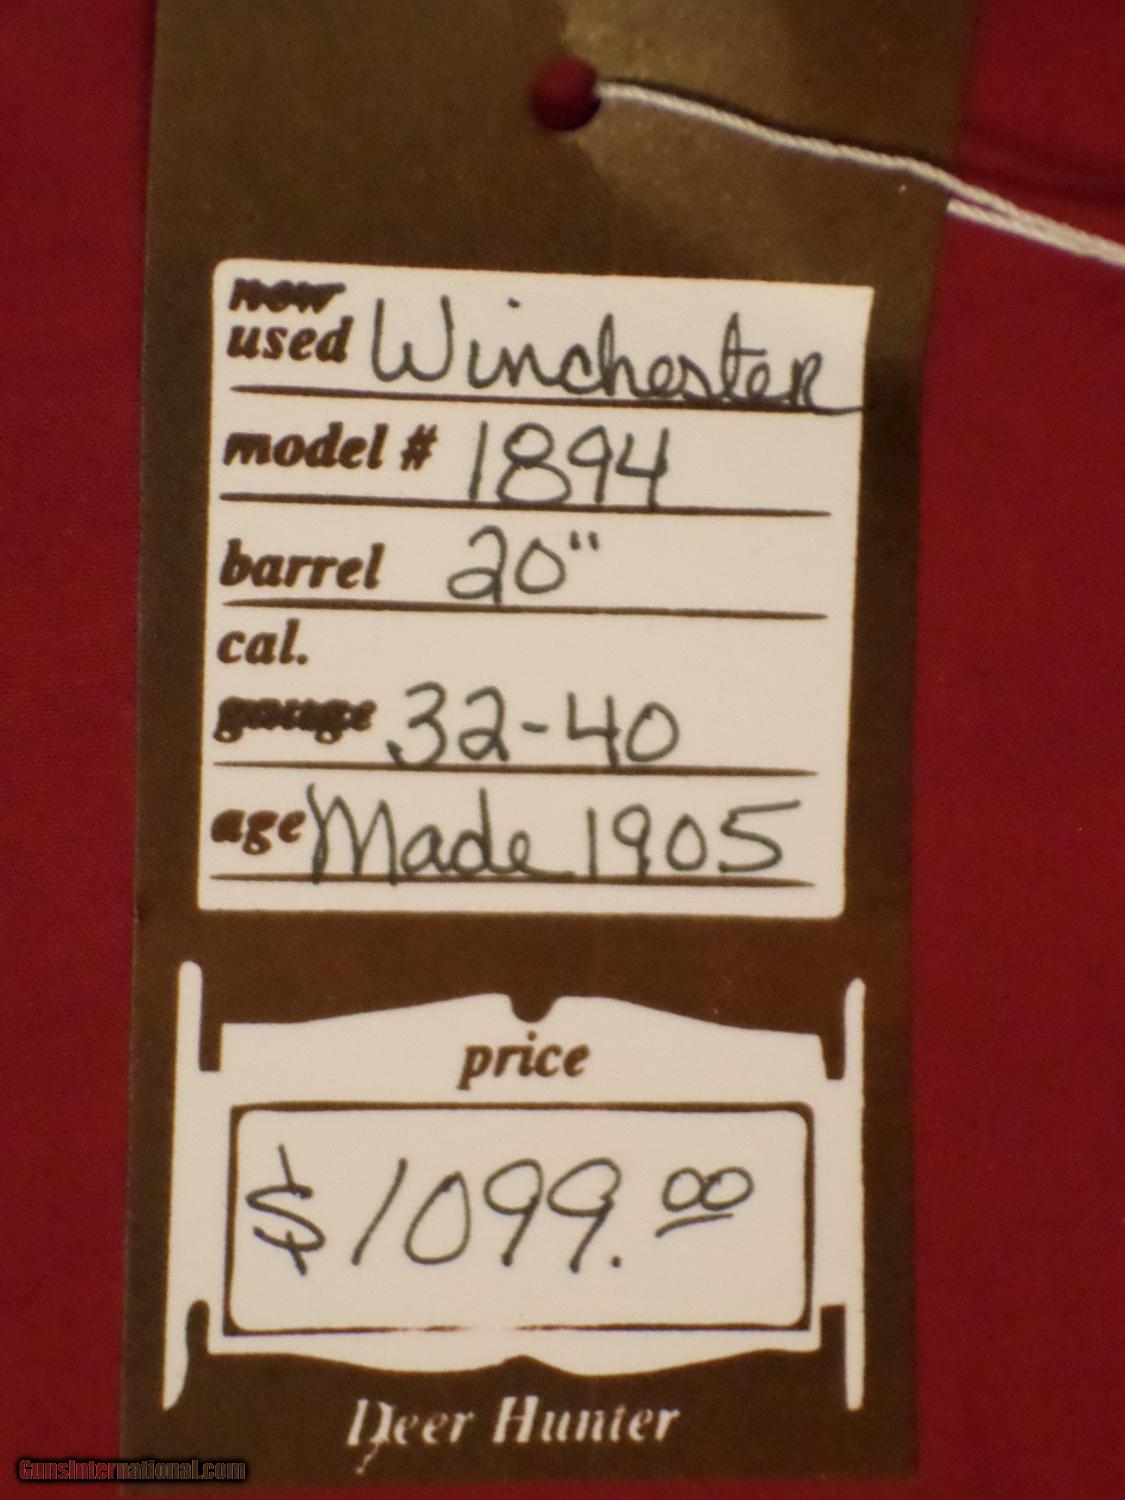 new
used Winchester
model # 1894
barrel 20"
cal.
gauge 32-40
age Made 1905
price
$1099.00
Deer Hunter
GunsInternational.com